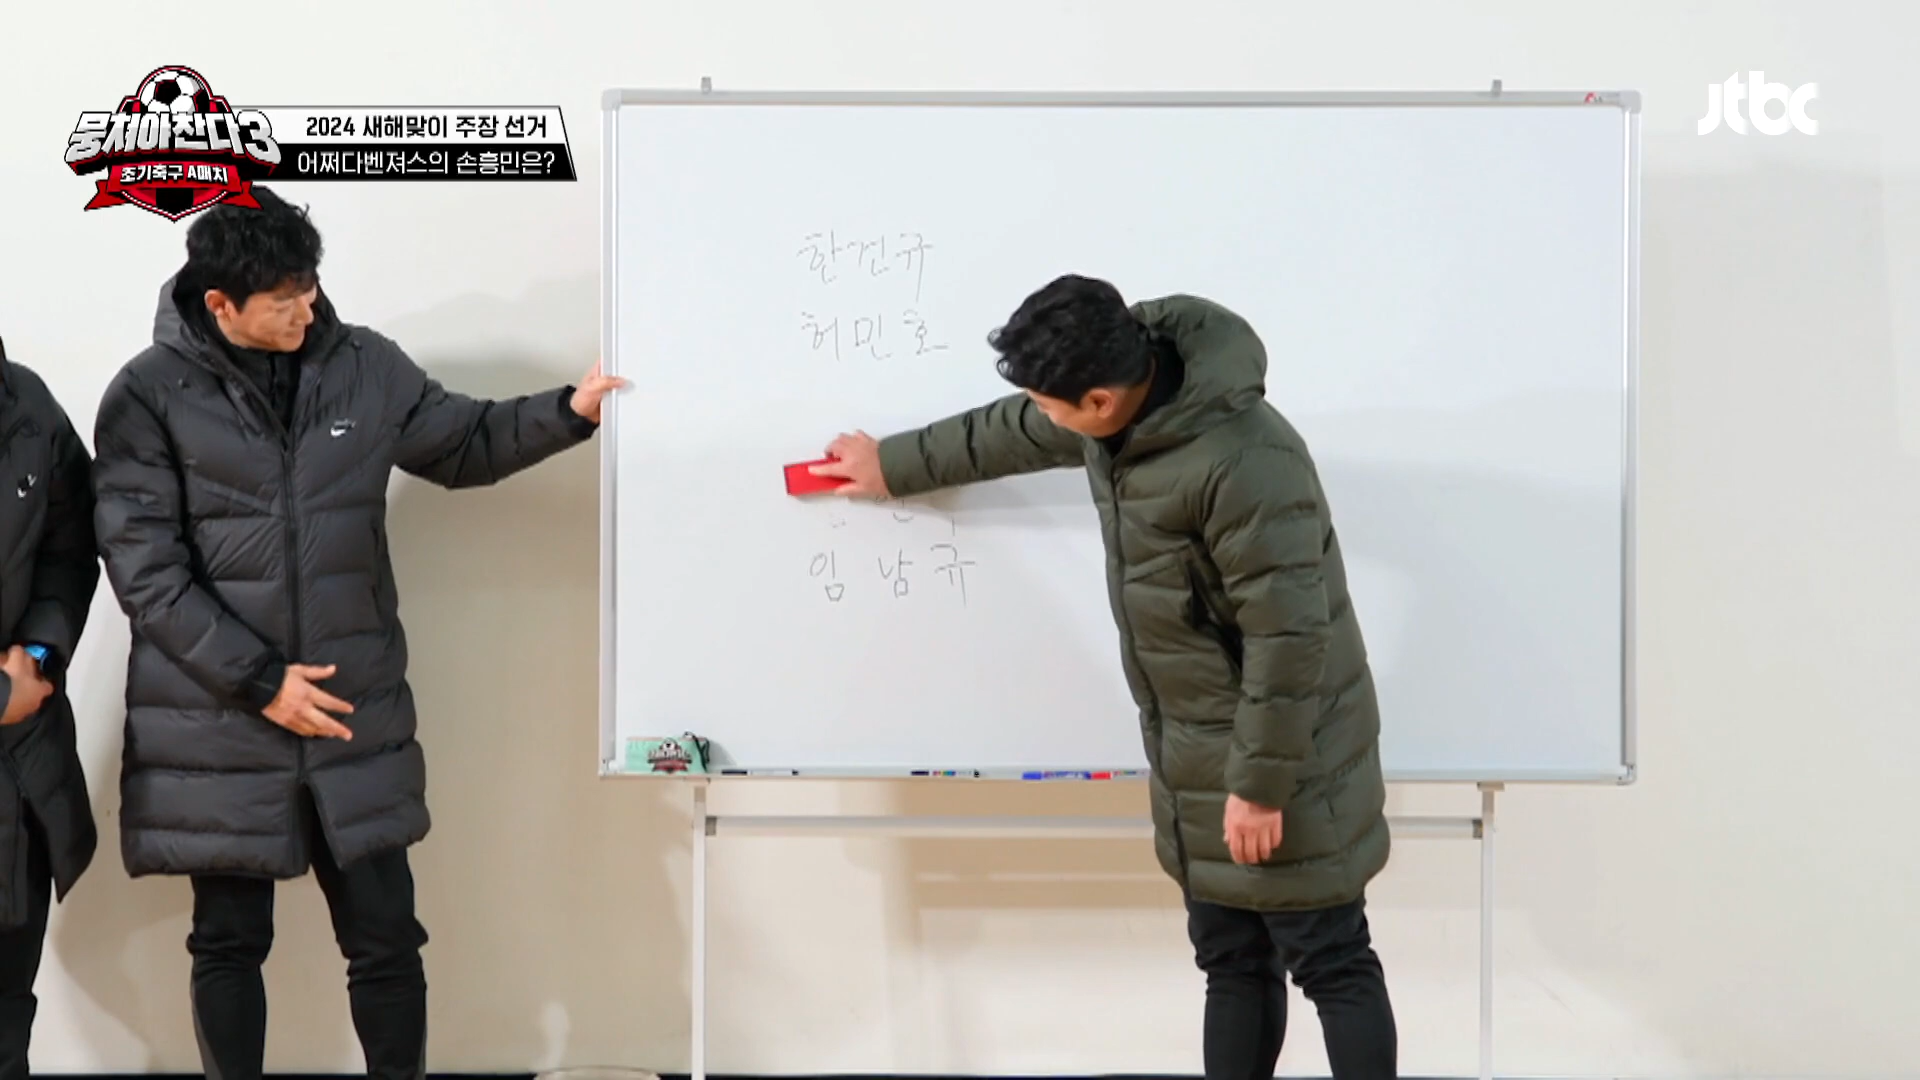 뭉쳐야찬다3
조기축구 A매치
2024 새해맞이 주장 선거
어쩌다벤져스의 손흥민은?
jtbc
한건규
허민호
임남규